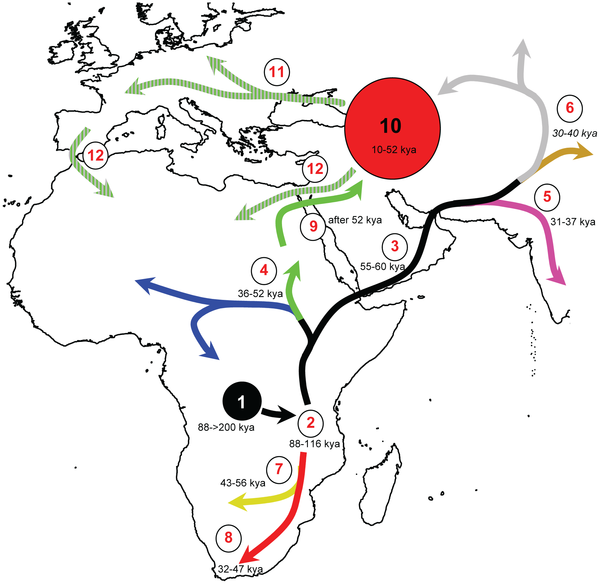 11
10
10-52 kya
6
30-40 kya
12
12
5
31-37 kya
9
after 52 kya
3
55-60 kya
4
36-52 kya
1
88->200 kya
2
88-116 kya
7
43-56 kya
8
32-47 kya